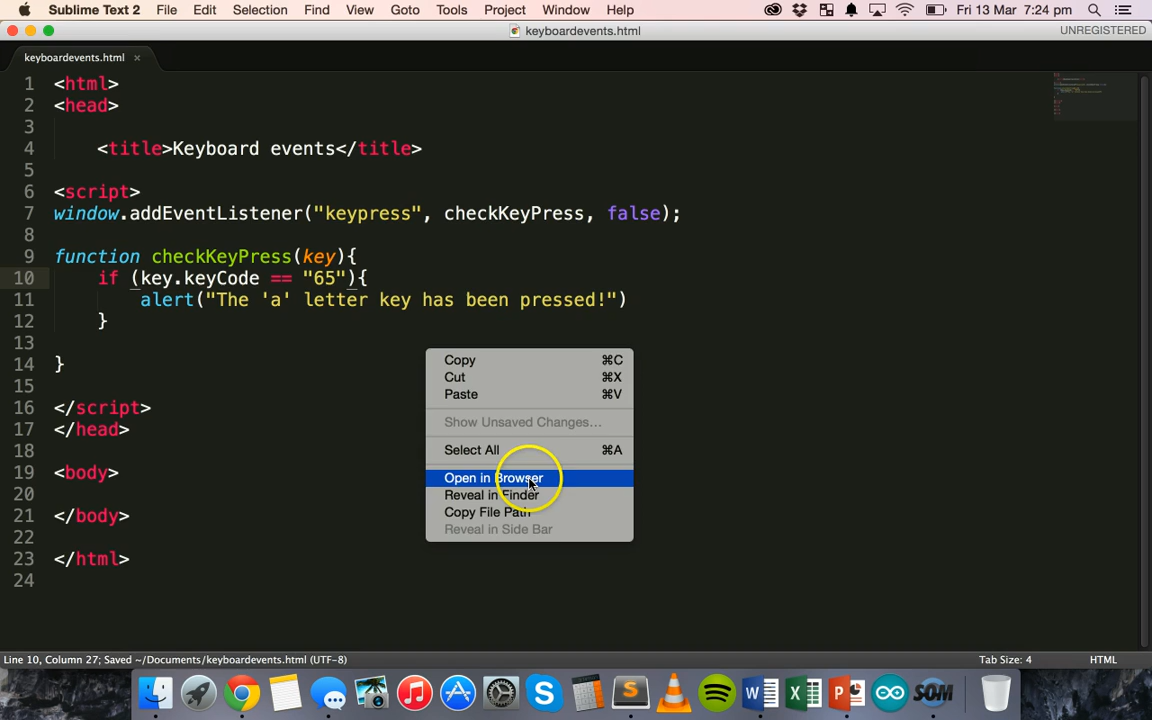 Sublime Text 2 File Edit Selection Find View Goto Tools Project Window Help Fri 13 Mar 7:24 pm
keyboardevents.html UNREGISTERED
keyboardevents.html ×
1 <html>
2 <head>
3
4 <title>Keyboard events</title>
5
6 <script>
7 window.addEventListener("keypress", checkKeyPress, false);
8
9 function checkKeyPress(key){
10 if (key.keyCode == "65"){
11 alert("The 'a' letter key has been pressed!")
12 }
13
14 }
15
16 </script>
17 </head>
18
19 <body>
20
21 </body>
22
23 </html>
24
Copy ⌘C
Cut ⌘X
Paste ⌘V
Show Unsaved Changes...
Select All ⌘A
Open in Browser
Reveal in Finder
Copy File Path
Reveal in Side Bar
Line 10, Column 27; Saved ~/Documents/keyboardevents.html (UTF-8) Tab Size: 4 HTML
SOM